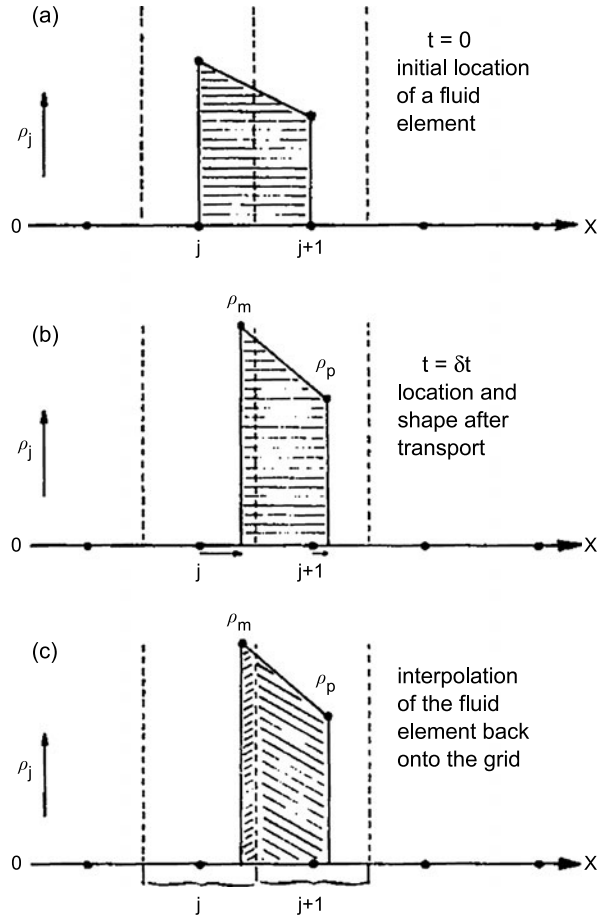 (a)
t = 0
initial location
of a fluid
element
ρj
0
X
j
j+1
ρm
(b)
ρp
t = δt
location and
shape after
transport
ρj
0
X
j
j+1
ρm
(c)
ρp
interpolation
of the fluid
element back
onto the grid
ρj
0
X
j
j+1